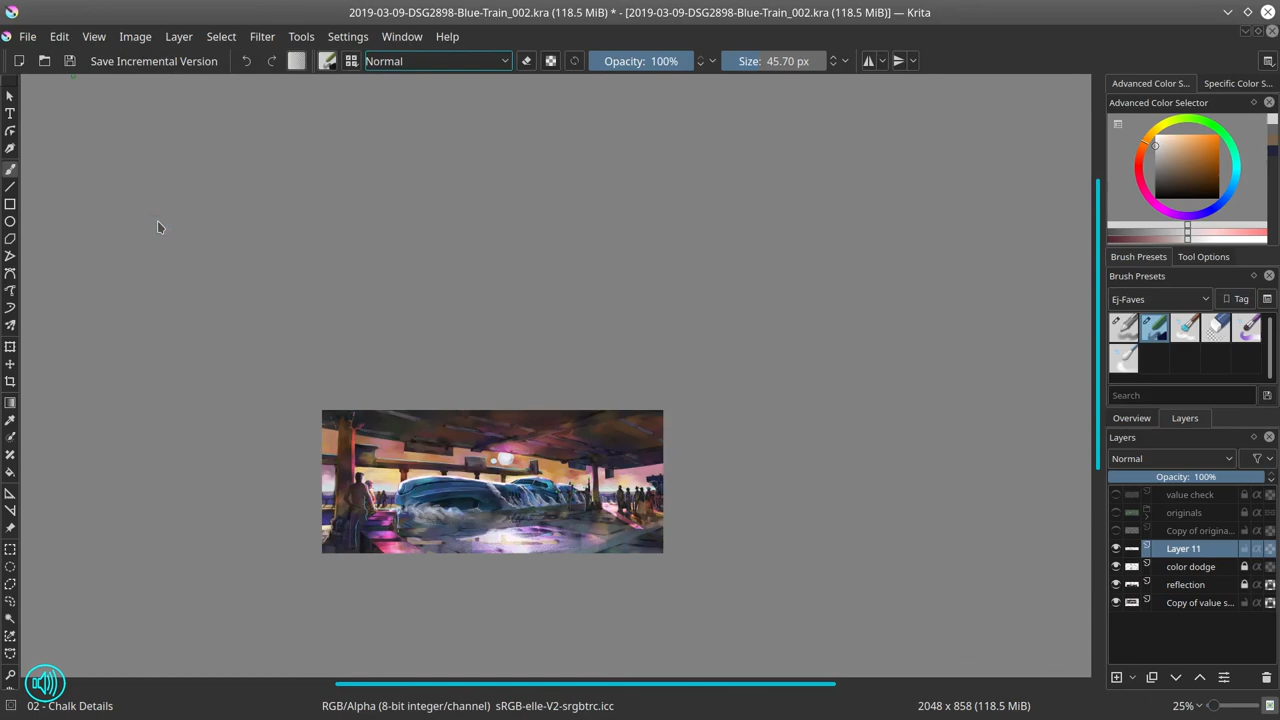 2019-03-09-DSG2898-Blue-Train_002.kra (118.5 MiB) * - [2019-03-09-DSG2898-Blue-Train_002.kra (118.5 MiB)] — Krita
File Edit View Image Layer Select Filter Tools Settings Window Help
Save Incremental Version Normal Opacity: 100% Size: 45.70 px
Advanced Color S... Specific Color S...
Advanced Color Selector
Brush Presets Tool Options
Brush Presets
Ej-Faves Tag
Search
Overview Layers
Layers
Normal
Opacity: 100%
value check
originals
Copy of origina...
Layer 11
color dodge
reflection
Copy of value s...
02 - Chalk Details RGB/Alpha (8-bit integer/channel) sRGB-elle-V2-srgbtrc.icc 2048 x 858 (118.5 MiB) 25%